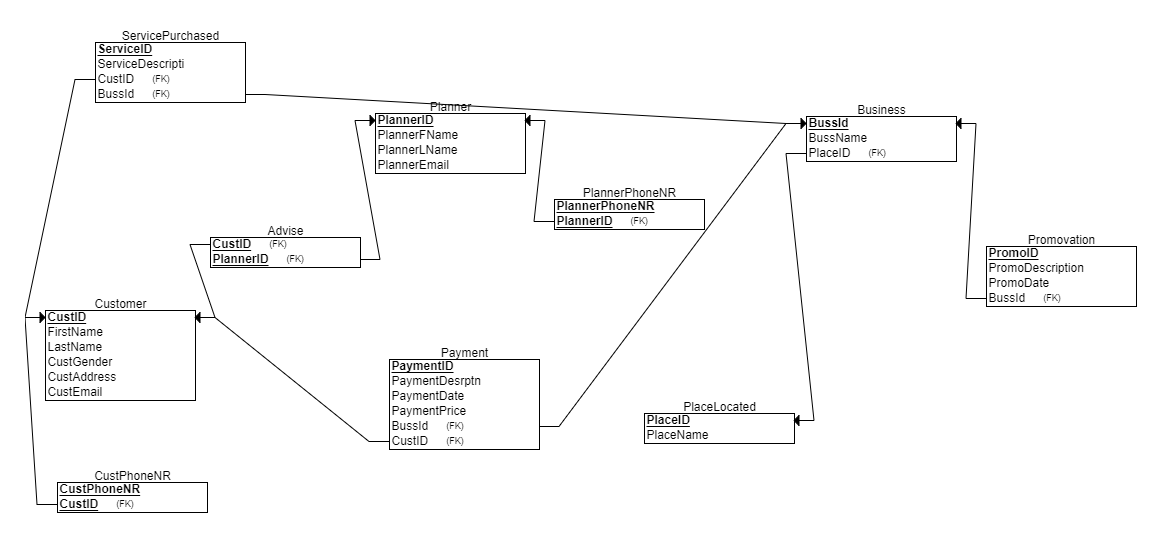 ServicePurchased
ServiceID
ServiceDescripti
CustID (FK)
BussId (FK)
Planner
PlannerID
PlannerFName
PlannerLName
PlannerEmail
Business
BussId
BussName
PlaceID (FK)
PlannerPhoneNR
PlannerPhoneNR
PlannerID (FK)
Advise
CustID (FK)
PlannerID (FK)
Promovation
PromoID
PromoDescription
PromoDate
BussId (FK)
Customer
CustID
FirstName
LastName
CustGender
CustAddress
CustEmail
Payment
PaymentID
PaymentDesrptn
PaymentDate
PaymentPrice
BussId (FK)
CustID (FK)
PlaceLocated
PlaceID
PlaceName
CustPhoneNR
CustPhoneNR
CustID (FK)